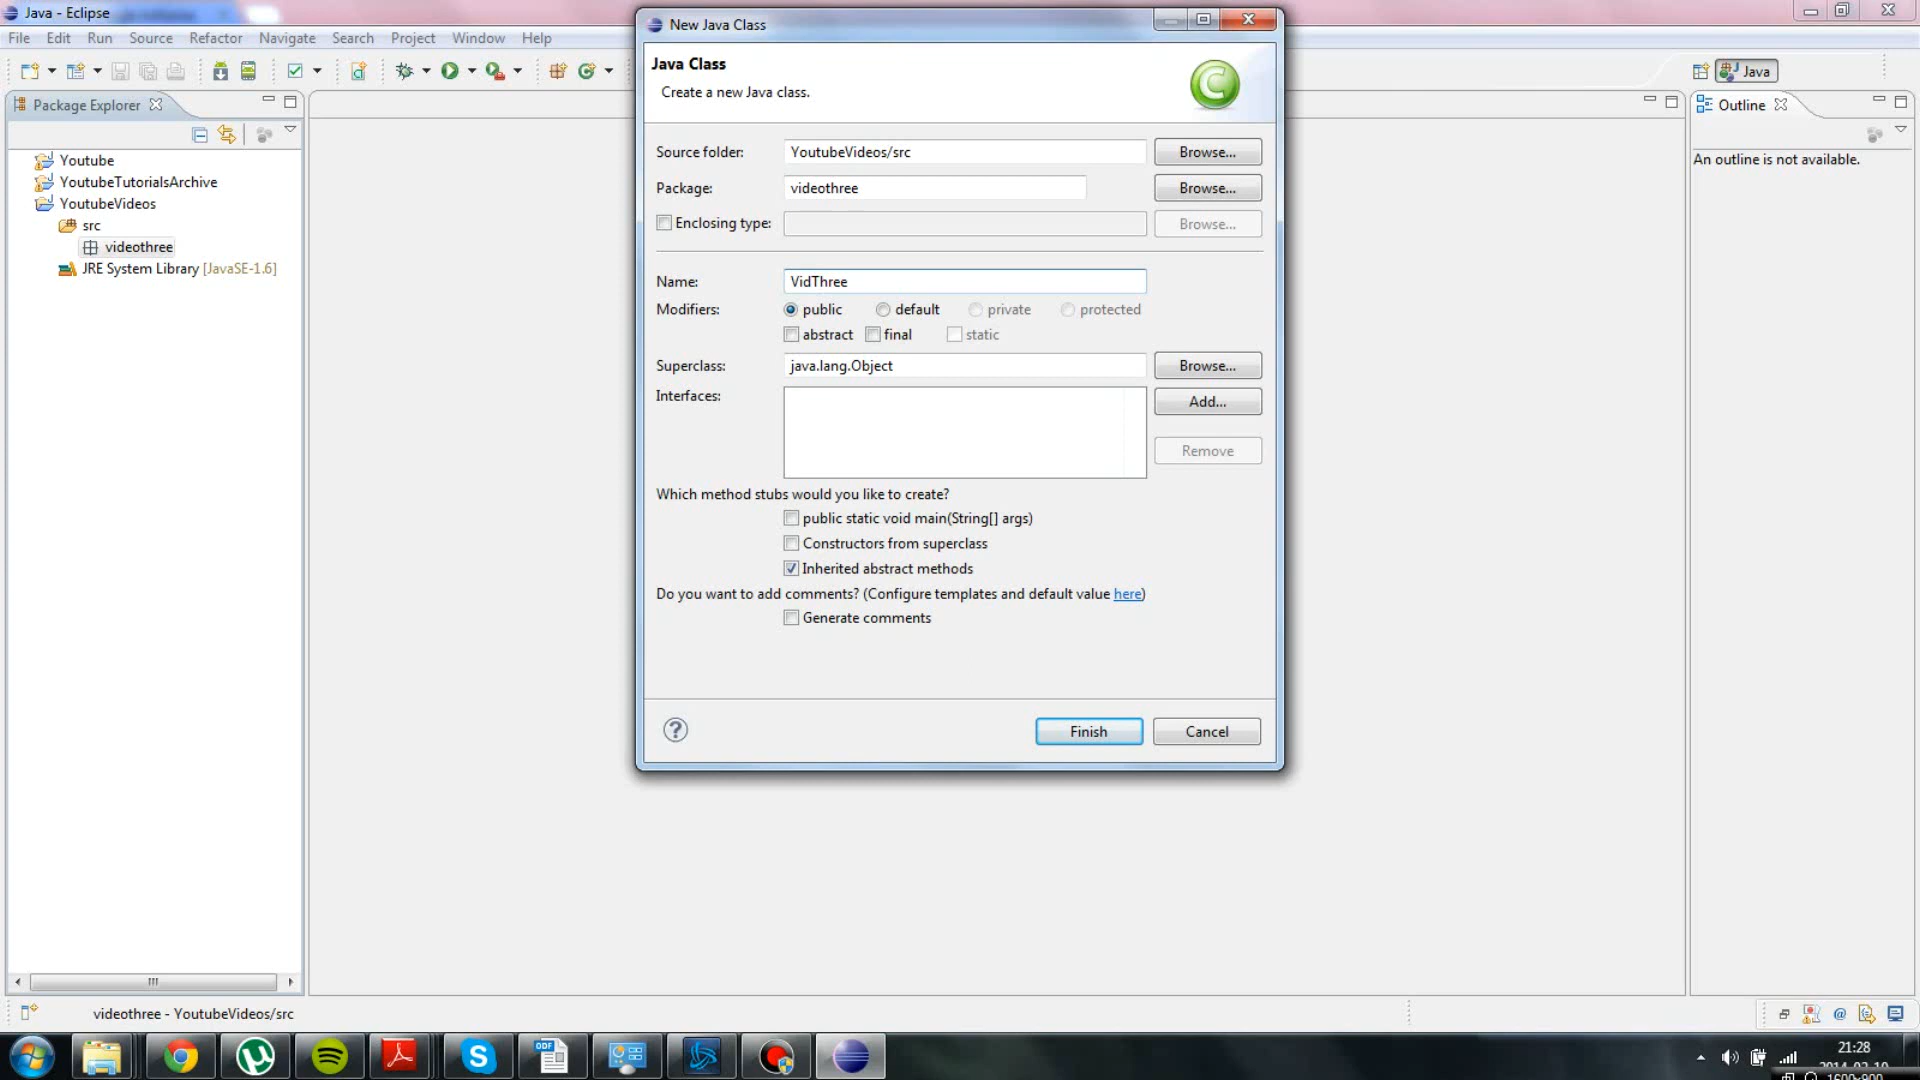 Java - Eclipse
File Edit Run Source Refactor Navigate Search Project Window Help
Java
Package Explorer
Youtube
YoutubeTutorialsArchive
YoutubeVideos
src
videothree
JRE System Library [JavaSE-1.6]
New Java Class
Java Class
Create a new Java class.
Source folder: YoutubeVideos/src Browse...
Package: videothree Browse...
Enclosing type: Browse...
Name: VidThree
Modifiers: public default private protected
abstract final static
Superclass: java.lang.Object Browse...
Interfaces: Add...
Remove
Which method stubs would you like to create?
public static void main(String[] args)
Constructors from superclass
Inherited abstract methods
Do you want to add comments? (Configure templates and default value here)
Generate comments
Finish Cancel
Outline
An outline is not available.
videothree - YoutubeVideos/src
21:28
1600x900